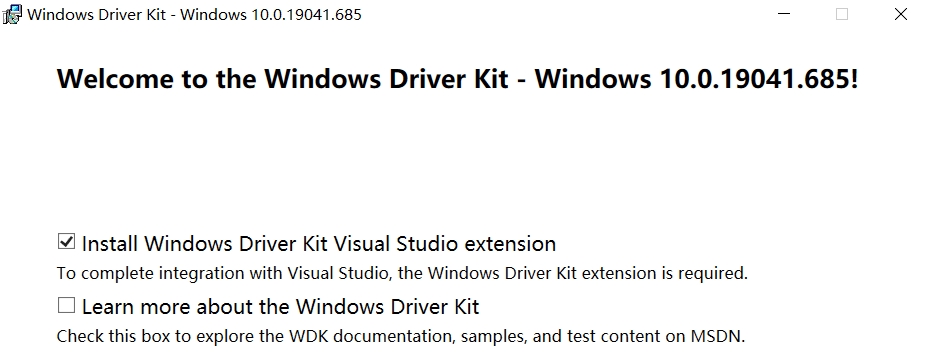 Windows Driver Kit - Windows 10.0.19041.685
Welcome to the Windows Driver Kit - Windows 10.0.19041.685!
Install Windows Driver Kit Visual Studio extension
To complete integration with Visual Studio, the Windows Driver Kit extension is required.
Learn more about the Windows Driver Kit
Check this box to explore the WDK documentation, samples, and test content on MSDN.